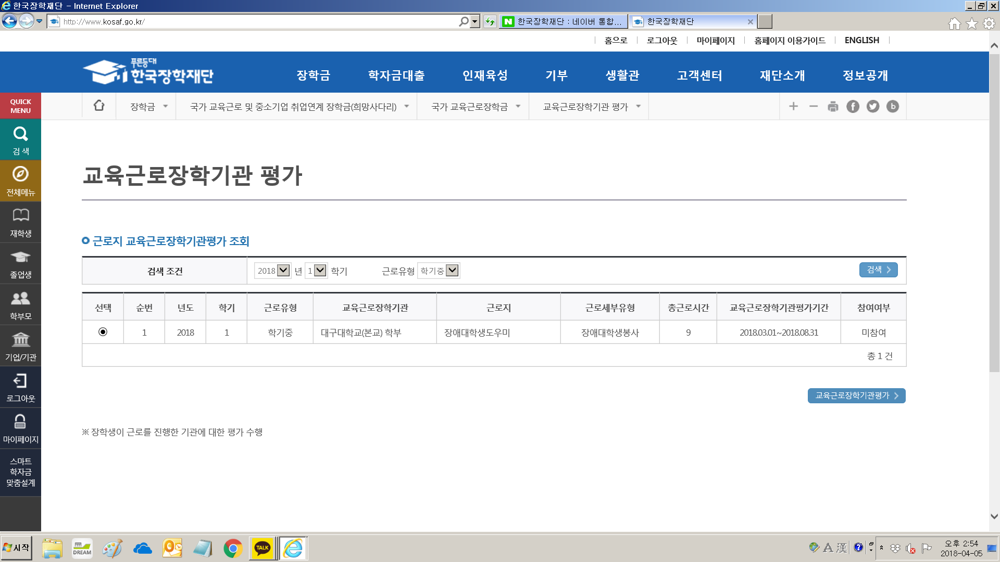 한국장학재단 - Internet Explorer
http://www.kosaf.go.kr/
한국장학재단 : 네이버 통합...
한국장학재단
홈으로
로그아웃
마이페이지
홈페이지 이용가이드
ENGLISH
푸른등대
한국장학재단
장학금
학자금대출
인재육성
기부
생활관
고객센터
재단소개
정보공개
QUICK
MENU
검 색
전체메뉴
재학생
졸업생
학부모
기업/기관
로그아웃
마이페이지
스마트
학자금
맞춤설계
장학금
국가 교육근로 및 중소기업 취업연계 장학금(희망사다리)
국가 교육근로장학금
교육근로장학기관 평가
교육근로장학기관 평가
근로지 교육근로장학기관평가 조회
검색 조건 2018 년 1 학기 근로유형 학기중 검색
선택 순번 년도 학기 근로유형 교육근로장학기관 근로지 근로세부유형 총근로시간 교육근로장학기관평가기간 참여여부
1 2018 1 학기중 대구대학교(본교) 학부 장애대학생도우미 장애대학생봉사 9 2018.03.01~2018.08.31 미참여
총 1 건
교육근로장학기관평가
※ 장학생이 근로를 진행한 기관에 대한 평가 수행
시작
DREAM
TALK
A 漢
오후 2:54
2018-04-05